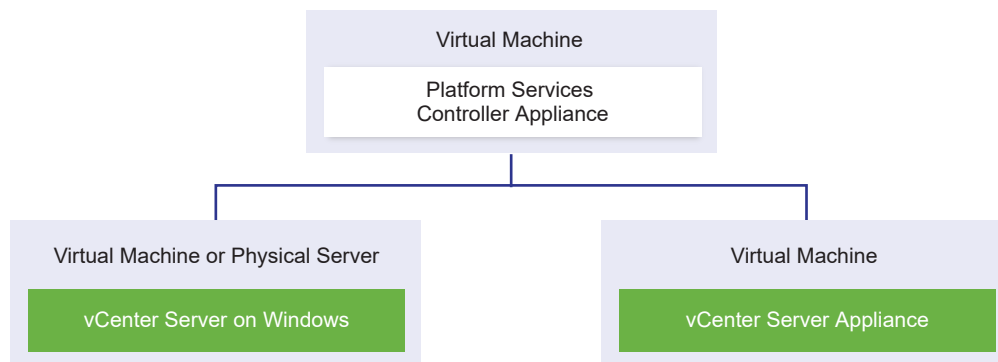 Virtual Machine
Platform Services
Controller Appliance
Virtual Machine or Physical Server
vCenter Server on Windows
Virtual Machine
vCenter Server Appliance